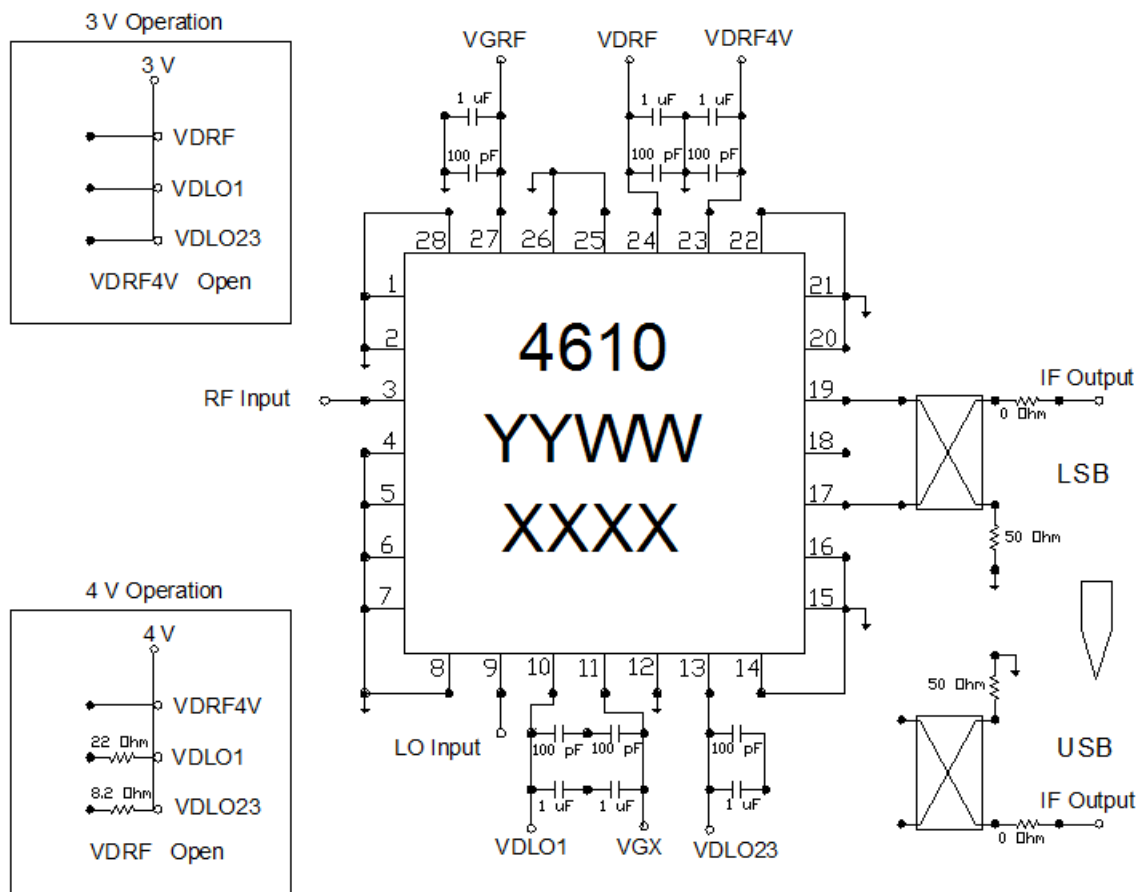 3 V Operation
3 V
VDRF
VDLO1
VDLO23
VDRF4V Open
4 V Operation
4 V
VDRF4V
22 Ohm
VDLO1
8.2 Ohm
VDLO23
VDRF Open
VGRF
VDRF
VDRF4V
1 uF
1 uF
1 uF
100 pF
100 pF
100 pF
28
27
26
25
24
23
22
1
2
3
4
5
6
7
RF Input
4610
YYWW
XXXX
21
20
19
18
17
16
15
8
9
10
11
12
13
14
LO Input
100 pF
100 pF
100 pF
1 uF
1 uF
1 uF
VDLO1
VGX
VDLO23
IF Output
0 Ohm
LSB
50 Ohm
50 Ohm
USB
IF Output
0 Ohm